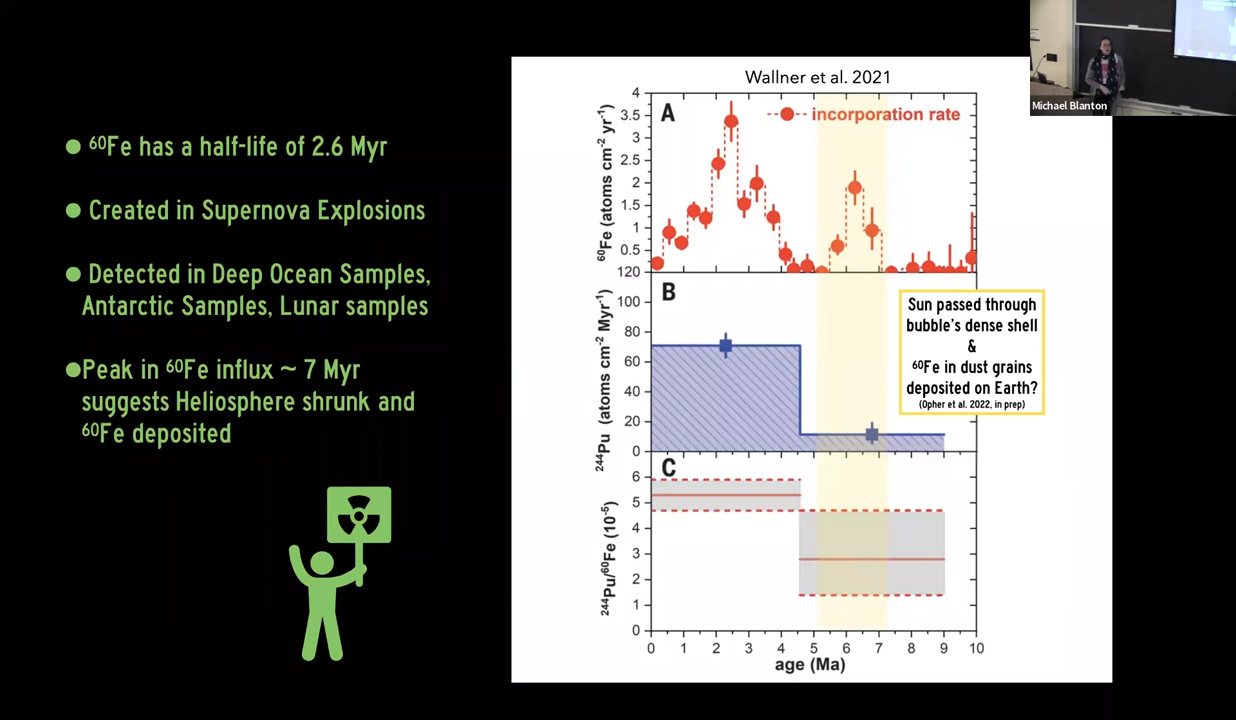 ● ⁶⁰Fe has a half-life of 2.6 Myr
● Created in Supernova Explosions
● Detected in Deep Ocean Samples,
Antarctic Samples, Lunar samples
●Peak in ⁶⁰Fe influx ~ 7 Myr
suggests Heliosphere shrunk and
⁶⁰Fe deposited
Wallner et al. 2021
A
incorporation rate
⁶⁰Fe (atoms cm⁻² yr⁻¹)
4
3.5
3
2.5
2
1.5
1
0.5
120
B
²⁴⁴Pu (atoms cm⁻² Myr⁻¹)
100
80
60
40
20
0
Sun passed through
bubble's dense shell
&
⁶⁰Fe in dust grains
deposited on Earth?
(Opher et al. 2022, in prep)
C
²⁴⁴Pu/⁶⁰Fe (10⁻⁵)
6
5
4
3
2
1
0
0 1 2 3 4 5 6 7 8 9 10
age (Ma)
Michael Blanton